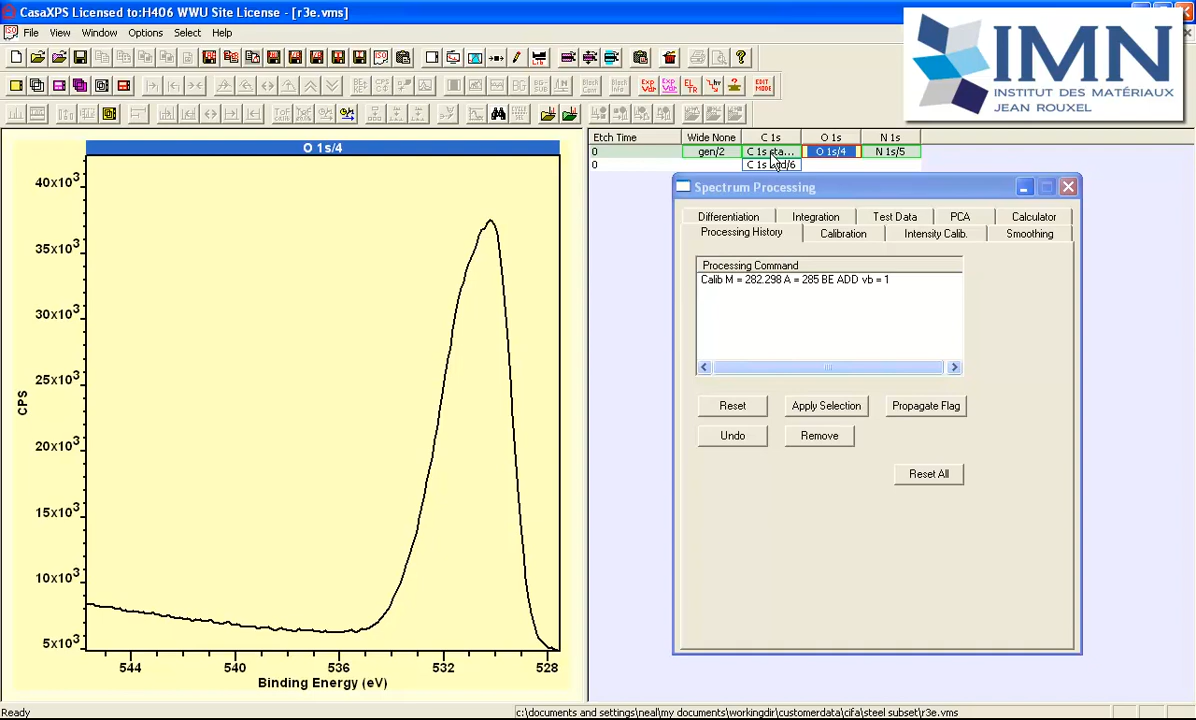 CasaXPS Licensed to:H406 WWU Site License - [r3e.vms]
File View Window Options Select Help
IMN
INSTITUT DES MATÉRIAUX
JEAN ROUXEL
O 1s/4
CPS
40x10³
35x10³
30x10³
25x10³
20x10³
15x10³
10x10³
5x10³
544 540 536 532 528
Binding Energy (eV)
Etch Time Wide None C 1s O 1s N 1s
0 gen/2 C 1s sta... O 1s/4 N 1s/5
0 C 1s end/6
Spectrum Processing
Differentiation Integration Test Data PCA Calculator
Processing History Calibration Intensity Calib. Smoothing
Processing Command
Calib M = 282.298 A = 285 BE ADD vb = 1
Reset Apply Selection Propagate Flag
Undo Remove
Reset All
Ready c:\documents and settings\neal\my documents\workingdir\customerdata\cifa\steel subset\r3e.vms